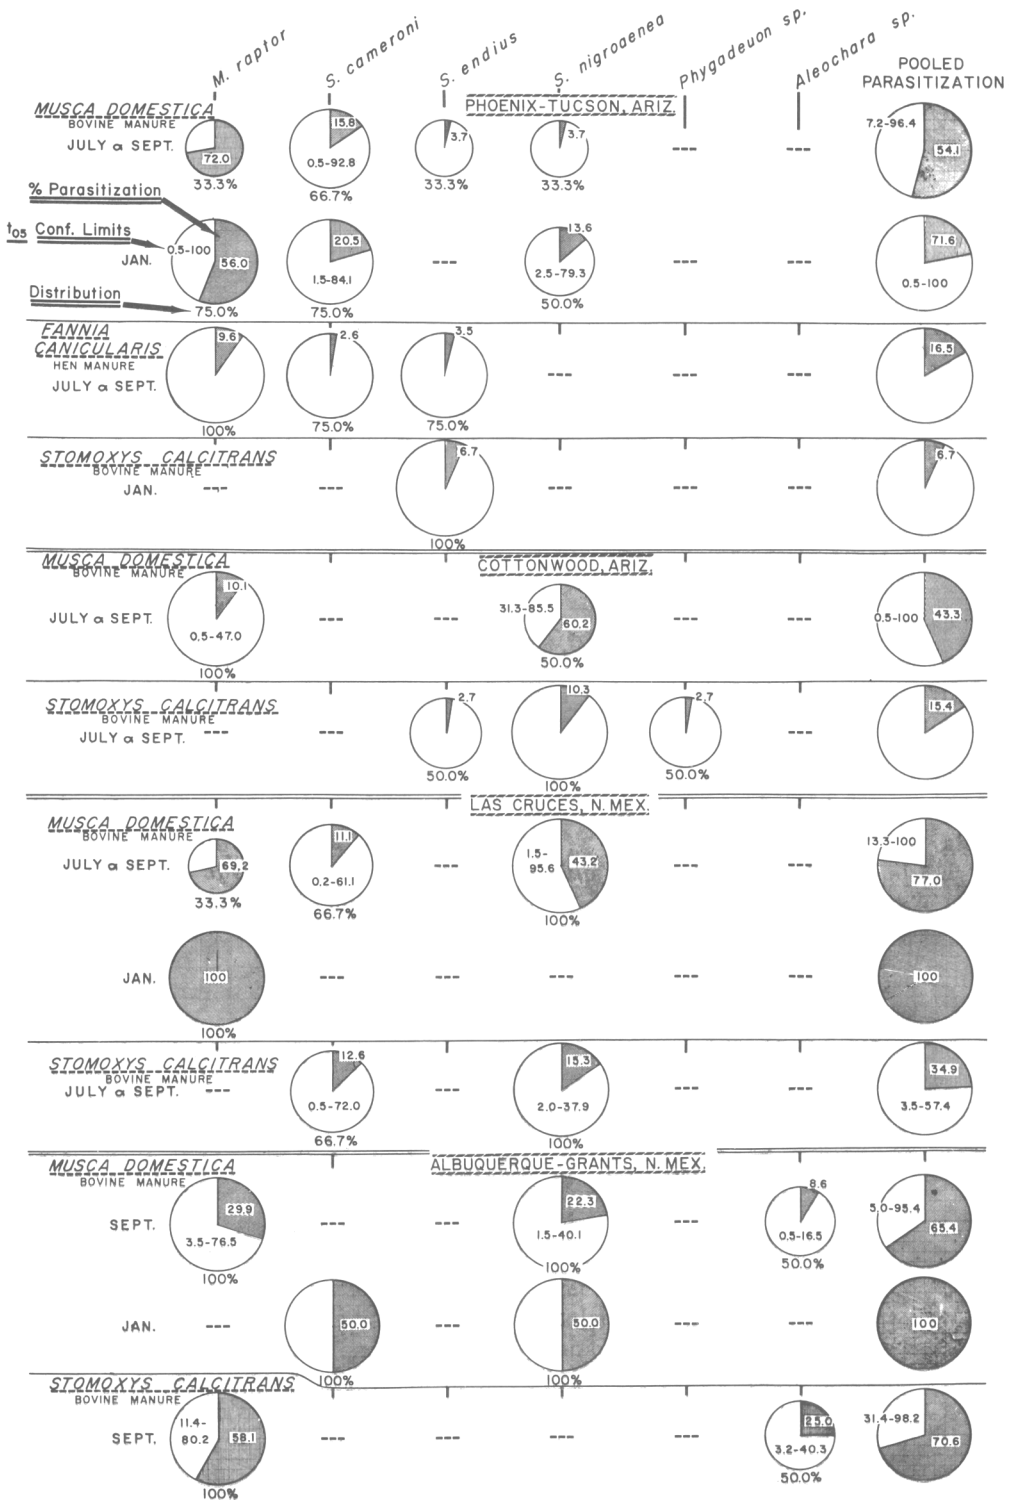 M. raptor
S. cameroni
S. endius
S. nigroaenea
Phygadeuon sp.
Aleochara sp.
POOLED
PARASITIZATION
MUSCA DOMESTICA
PHOENIX-TUCSON, ARIZ.
BOVINE MANURE
JULY a SEPT.
72.0
33.3%
15.8
0.5-92.8
66.7%
3.7
33.3%
3.7
33.3%
---
---
7.2-96.4
54.1
% Parasitization
t05 Conf. Limits
JAN.
Distribution
0.5-100
56.0
75.0%
20.5
1.5-84.1
75.0%
---
13.6
2.5-79.3
50.0%
---
---
71.6
0.5-100
FANNIA
CANICULARIS
HEN MANURE
JULY a SEPT.
9.6
100%
2.6
75.0%
3.5
75.0%
---
---
---
16.5
STOMOXYS CALCITRANS
BOVINE MANURE
JAN.
---
---
6.7
100%
---
---
---
6.7
MUSCA DOMESTICA
COTTONWOOD, ARIZ.
BOVINE MANURE
JULY a SEPT.
10.1
0.5-47.0
100%
---
---
31.3-85.5
60.2
50.0%
---
---
0.5-100
43.3
STOMOXYS CALCITRANS
BOVINE MANURE
JULY a SEPT.
---
---
2.7
50.0%
10.3
100%
2.7
50.0%
---
15.4
LAS CRUCES, N. MEX.
MUSCA DOMESTICA
BOVINE MANURE
JULY a SEPT.
69.2
33.3%
11.1
0.2-61.1
66.7%
---
1.5-
95.6
43.2
100%
---
---
13.3-100
77.0
JAN.
100
100%
---
---
---
---
---
100
STOMOXYS CALCITRANS
BOVINE MANURE
JULY a SEPT.
---
12.6
0.5-72.0
66.7%
---
15.3
2.0-37.9
100%
---
---
34.9
3.5-57.4
MUSCA DOMESTICA
ALBUQUERQUE-GRANTS, N. MEX.
BOVINE MANURE
SEPT.
29.9
3.5-76.5
100%
---
---
22.3
1.5-40.1
100%
---
8.6
0.5-16.5
50.0%
5.0-95.4
65.4
JAN.
---
50.0
100%
---
50.0
100%
---
---
100
STOMOXYS CALCITRANS
BOVINE MANURE
SEPT.
11.4-
80.2
58.1
100%
---
---
---
---
25.0
3.2-40.3
50.0%
31.4-98.2
70.6